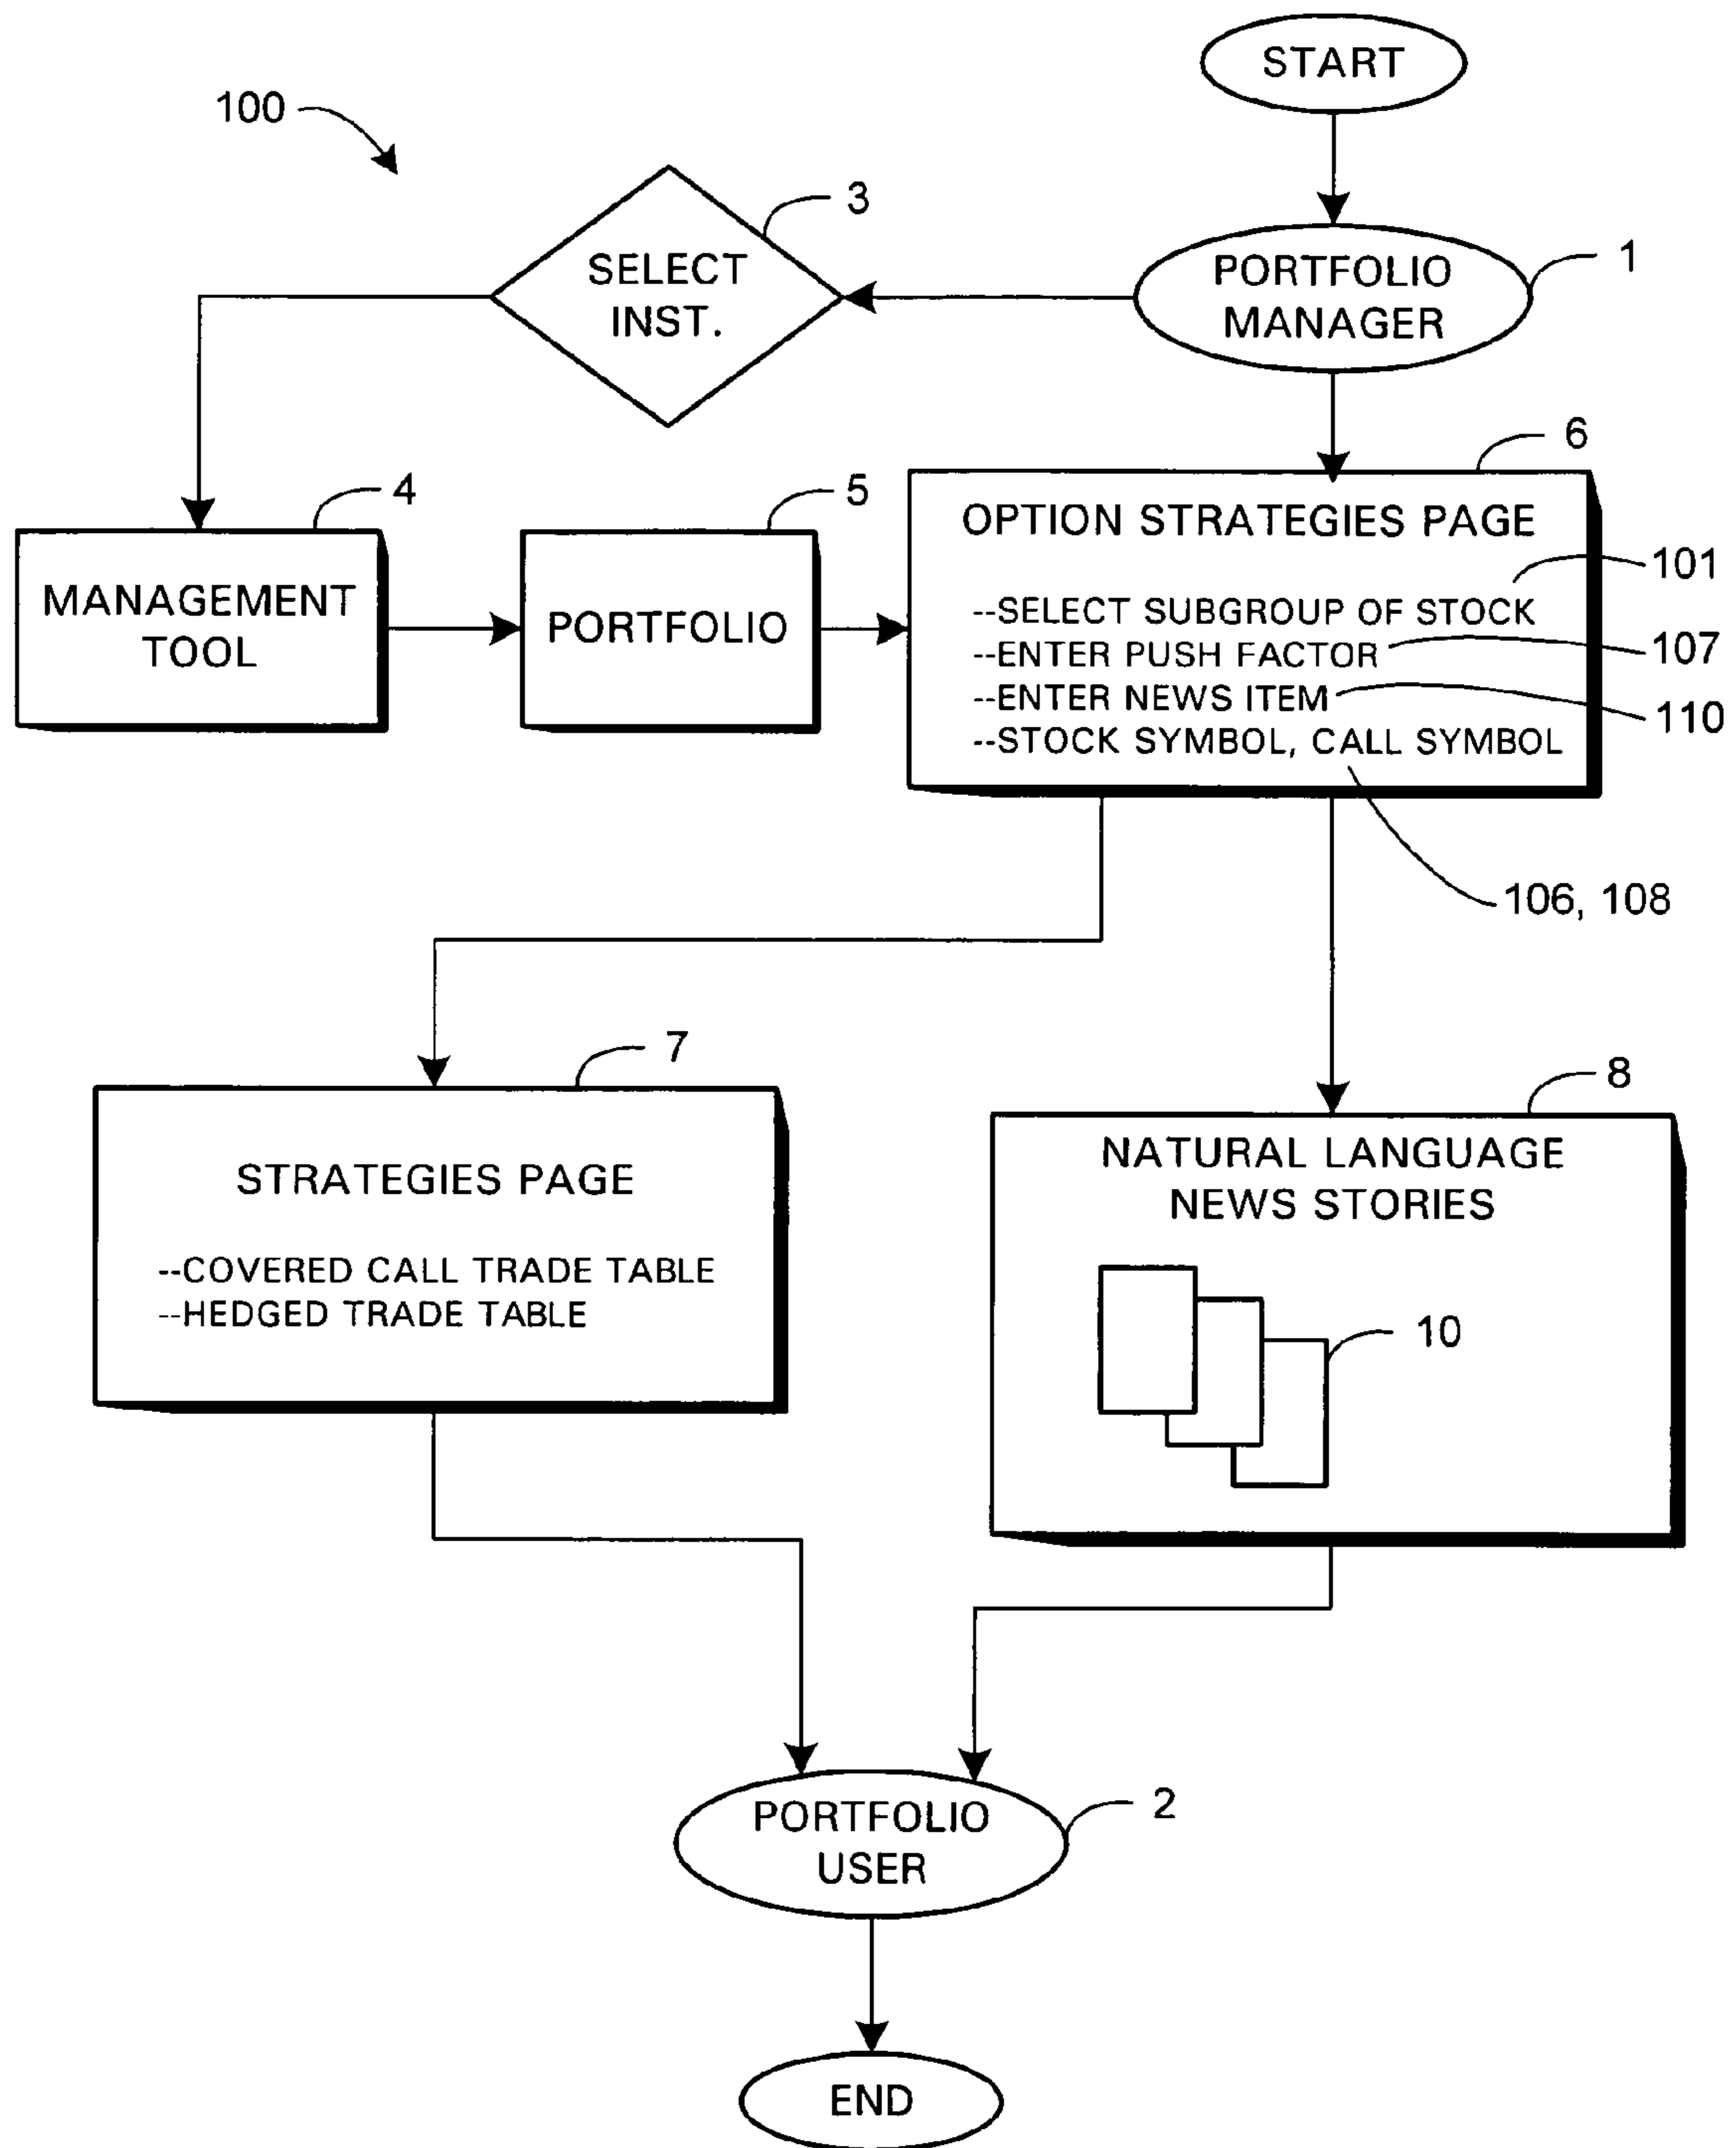 START
100
3
SELECT
INST.
1
PORTFOLIO
MANAGER
4
MANAGEMENT
TOOL
5
PORTFOLIO
6
OPTION STRATEGIES PAGE
101
--SELECT SUBGROUP OF STOCK
--ENTER PUSH FACTOR
107
--ENTER NEWS ITEM
110
--STOCK SYMBOL, CALL SYMBOL
106, 108
7
STRATEGIES PAGE
--COVERED CALL TRADE TABLE
--HEDGED TRADE TABLE
8
NATURAL LANGUAGE
NEWS STORIES
10
PORTFOLIO
USER
2
END